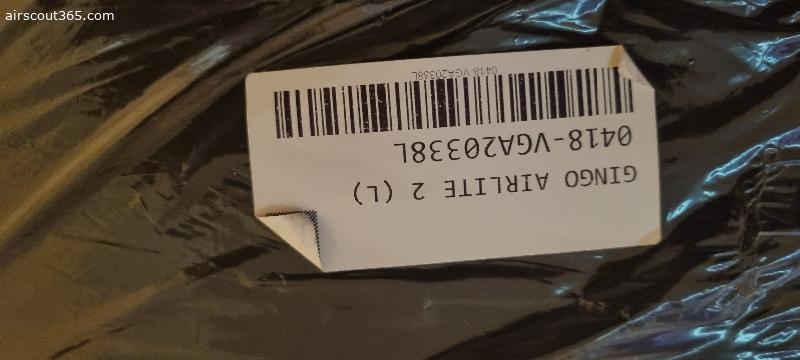 airscout365.com
GINGO AIRLITE 2 (L)
0418-VGA20338L
0418-VGA20338L